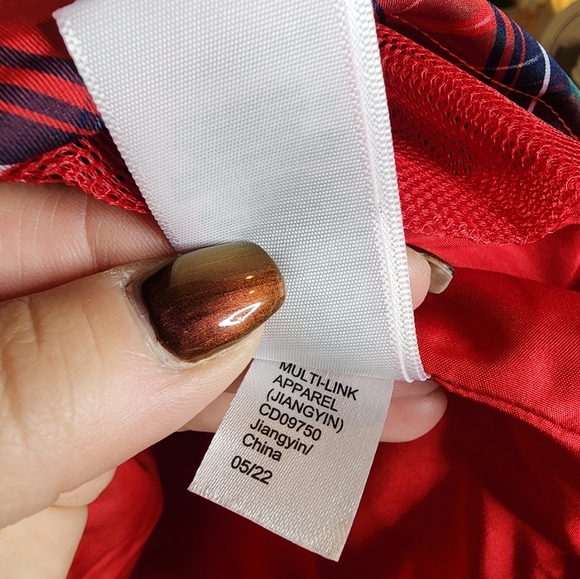 MULTI-LINK
APPAREL
(JIANGYIN)
CD09750
Jiangyin/
China
05/22